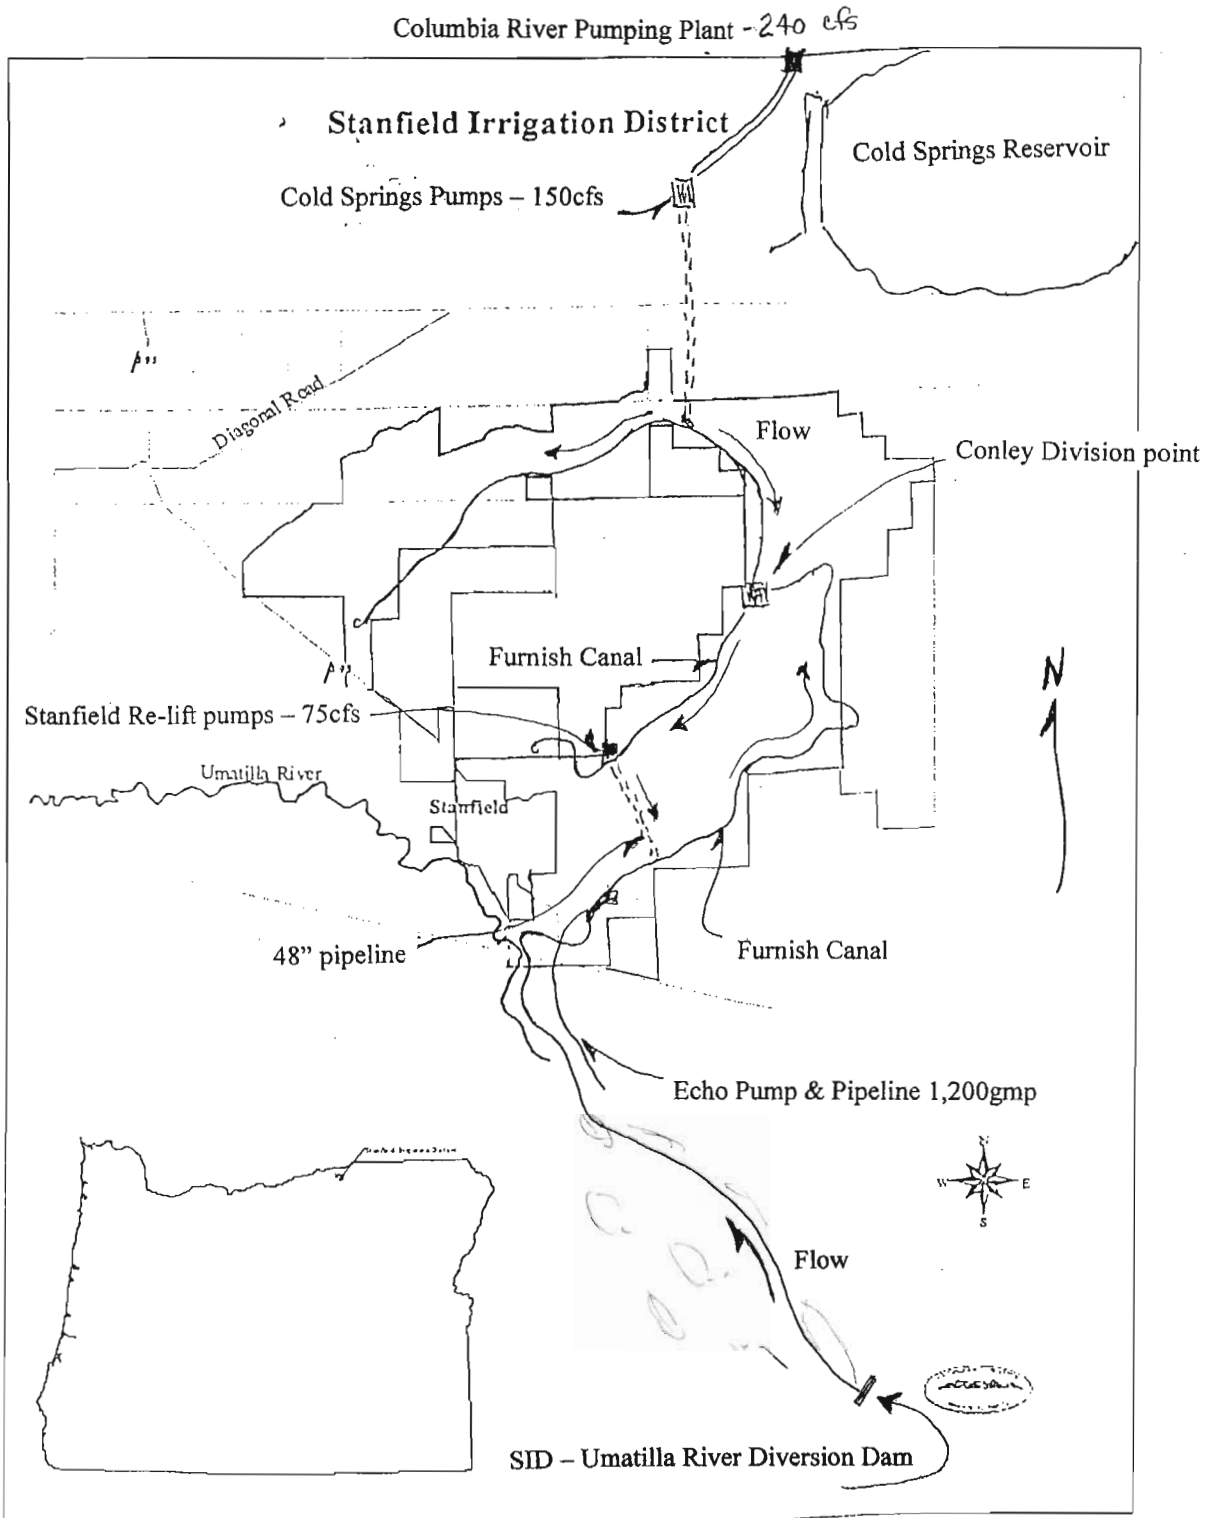 Columbia River Pumping Plant - 240 cfs
Stanfield Irrigation District
Cold Springs Reservoir
Cold Springs Pumps – 150cfs
Diagonal Road
Flow
Conley Division point
Furnish Canal
N
Stanfield Re-lift pumps – 75cfs
Umatilla River
Stanfield
48” pipeline
Furnish Canal
Echo Pump & Pipeline 1,200gmp
N
W E
S
Flow
SID – Umatilla River Diversion Dam